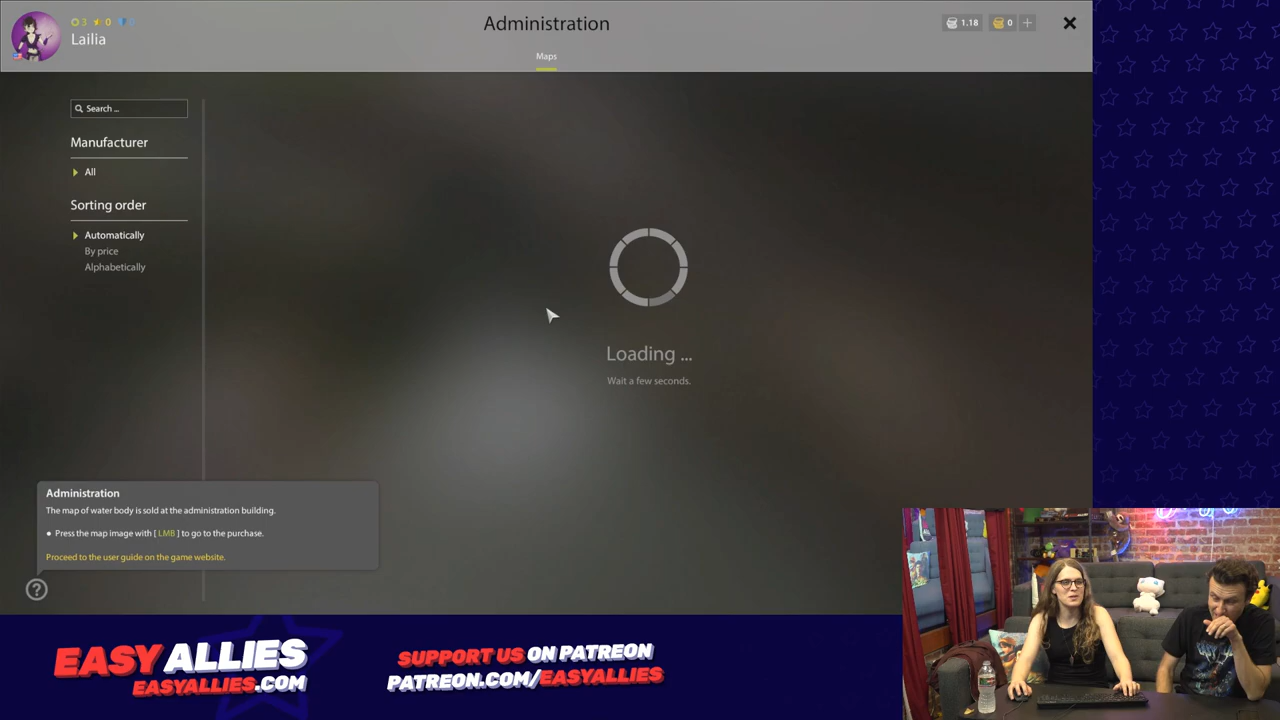 3 0 0
Lailia
Administration
1.18
0
Maps
Search ...
Manufacturer
All
Sorting order
Automatically
By price
Alphabetically
Loading ...
Wait a few seconds.
Administration
The map of water body is sold at the administration building.
Press the map image with [ LMB ] to go to the purchase.
Proceed to the user guide on the game website.
?
EASY ALLIES
EASYALLIES.COM
SUPPORT US ON PATREON
PATREON.COM/EASYALLIES